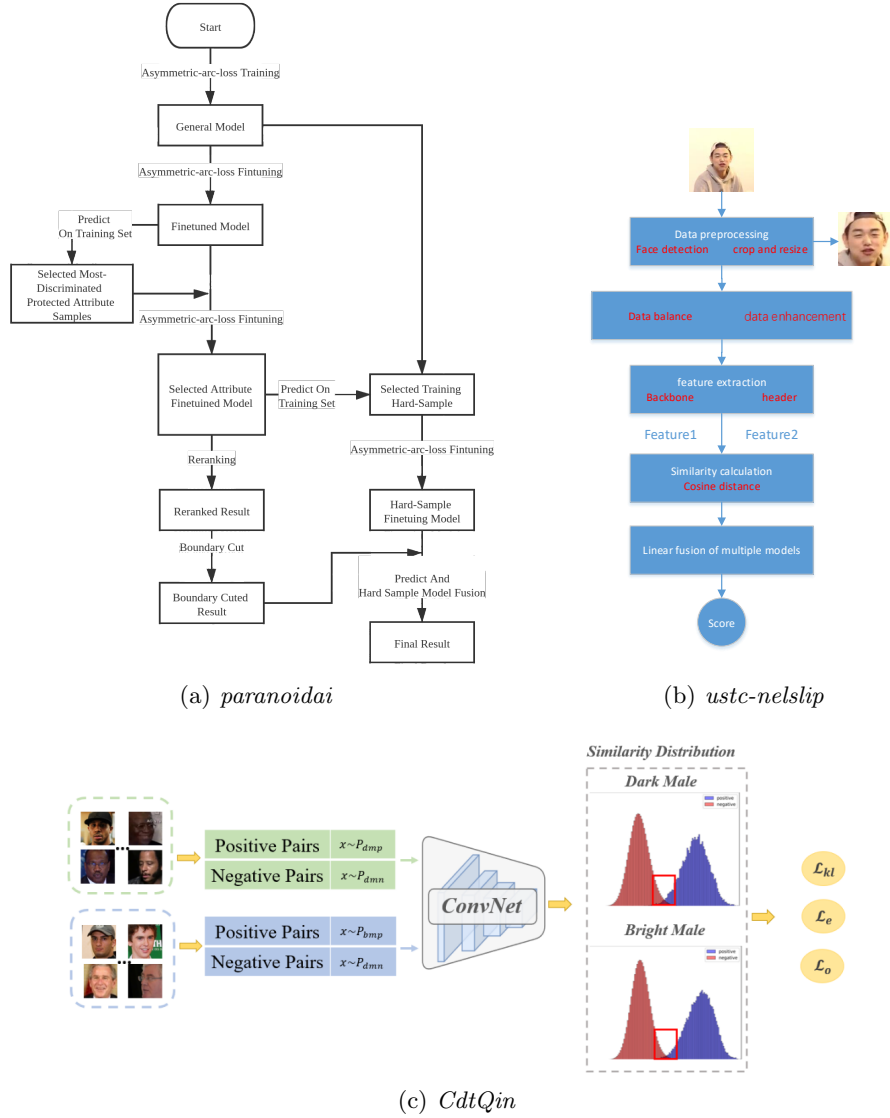 Start
Asymmetric-arc-loss Training
General Model
Asymmetric-arc-loss Fintuning
Finetuned Model
Predict
On Training Set
Selected Most-
Discriminated
Protected Attribute
Samples
Asymmetric-arc-loss Fintuning
Selected Attribute
Finetuined Model
Predict On
Training Set
Selected Training
Hard-Sample
Reranking
Asymmetric-arc-loss Fintuning
Reranked Result
Hard-Sample
Finetuing Model
Boundary Cut
Boundary Cuted
Result
Predict And
Hard Sample Model Fusion
Final Result
(a) paranoidai
Data preprocessing
Face detection crop and resize
Data balance data enhancement
feature extraction
Backbone header
Feature1 Feature2
Similarity calculation
Cosine distance
Linear fusion of multiple models
Score
(b) ustc-nelslip
Similarity Distribution
Dark Male
positive
negative
Positive Pairs x~P_dmp
Negative Pairs x~P_dmn
ConvNet
Positive Pairs x~P_bmp
Negative Pairs x~P_dmn
Bright Male
positive
negative
ℒ_kl
ℒ_e
ℒ_o
(c) CdtQin